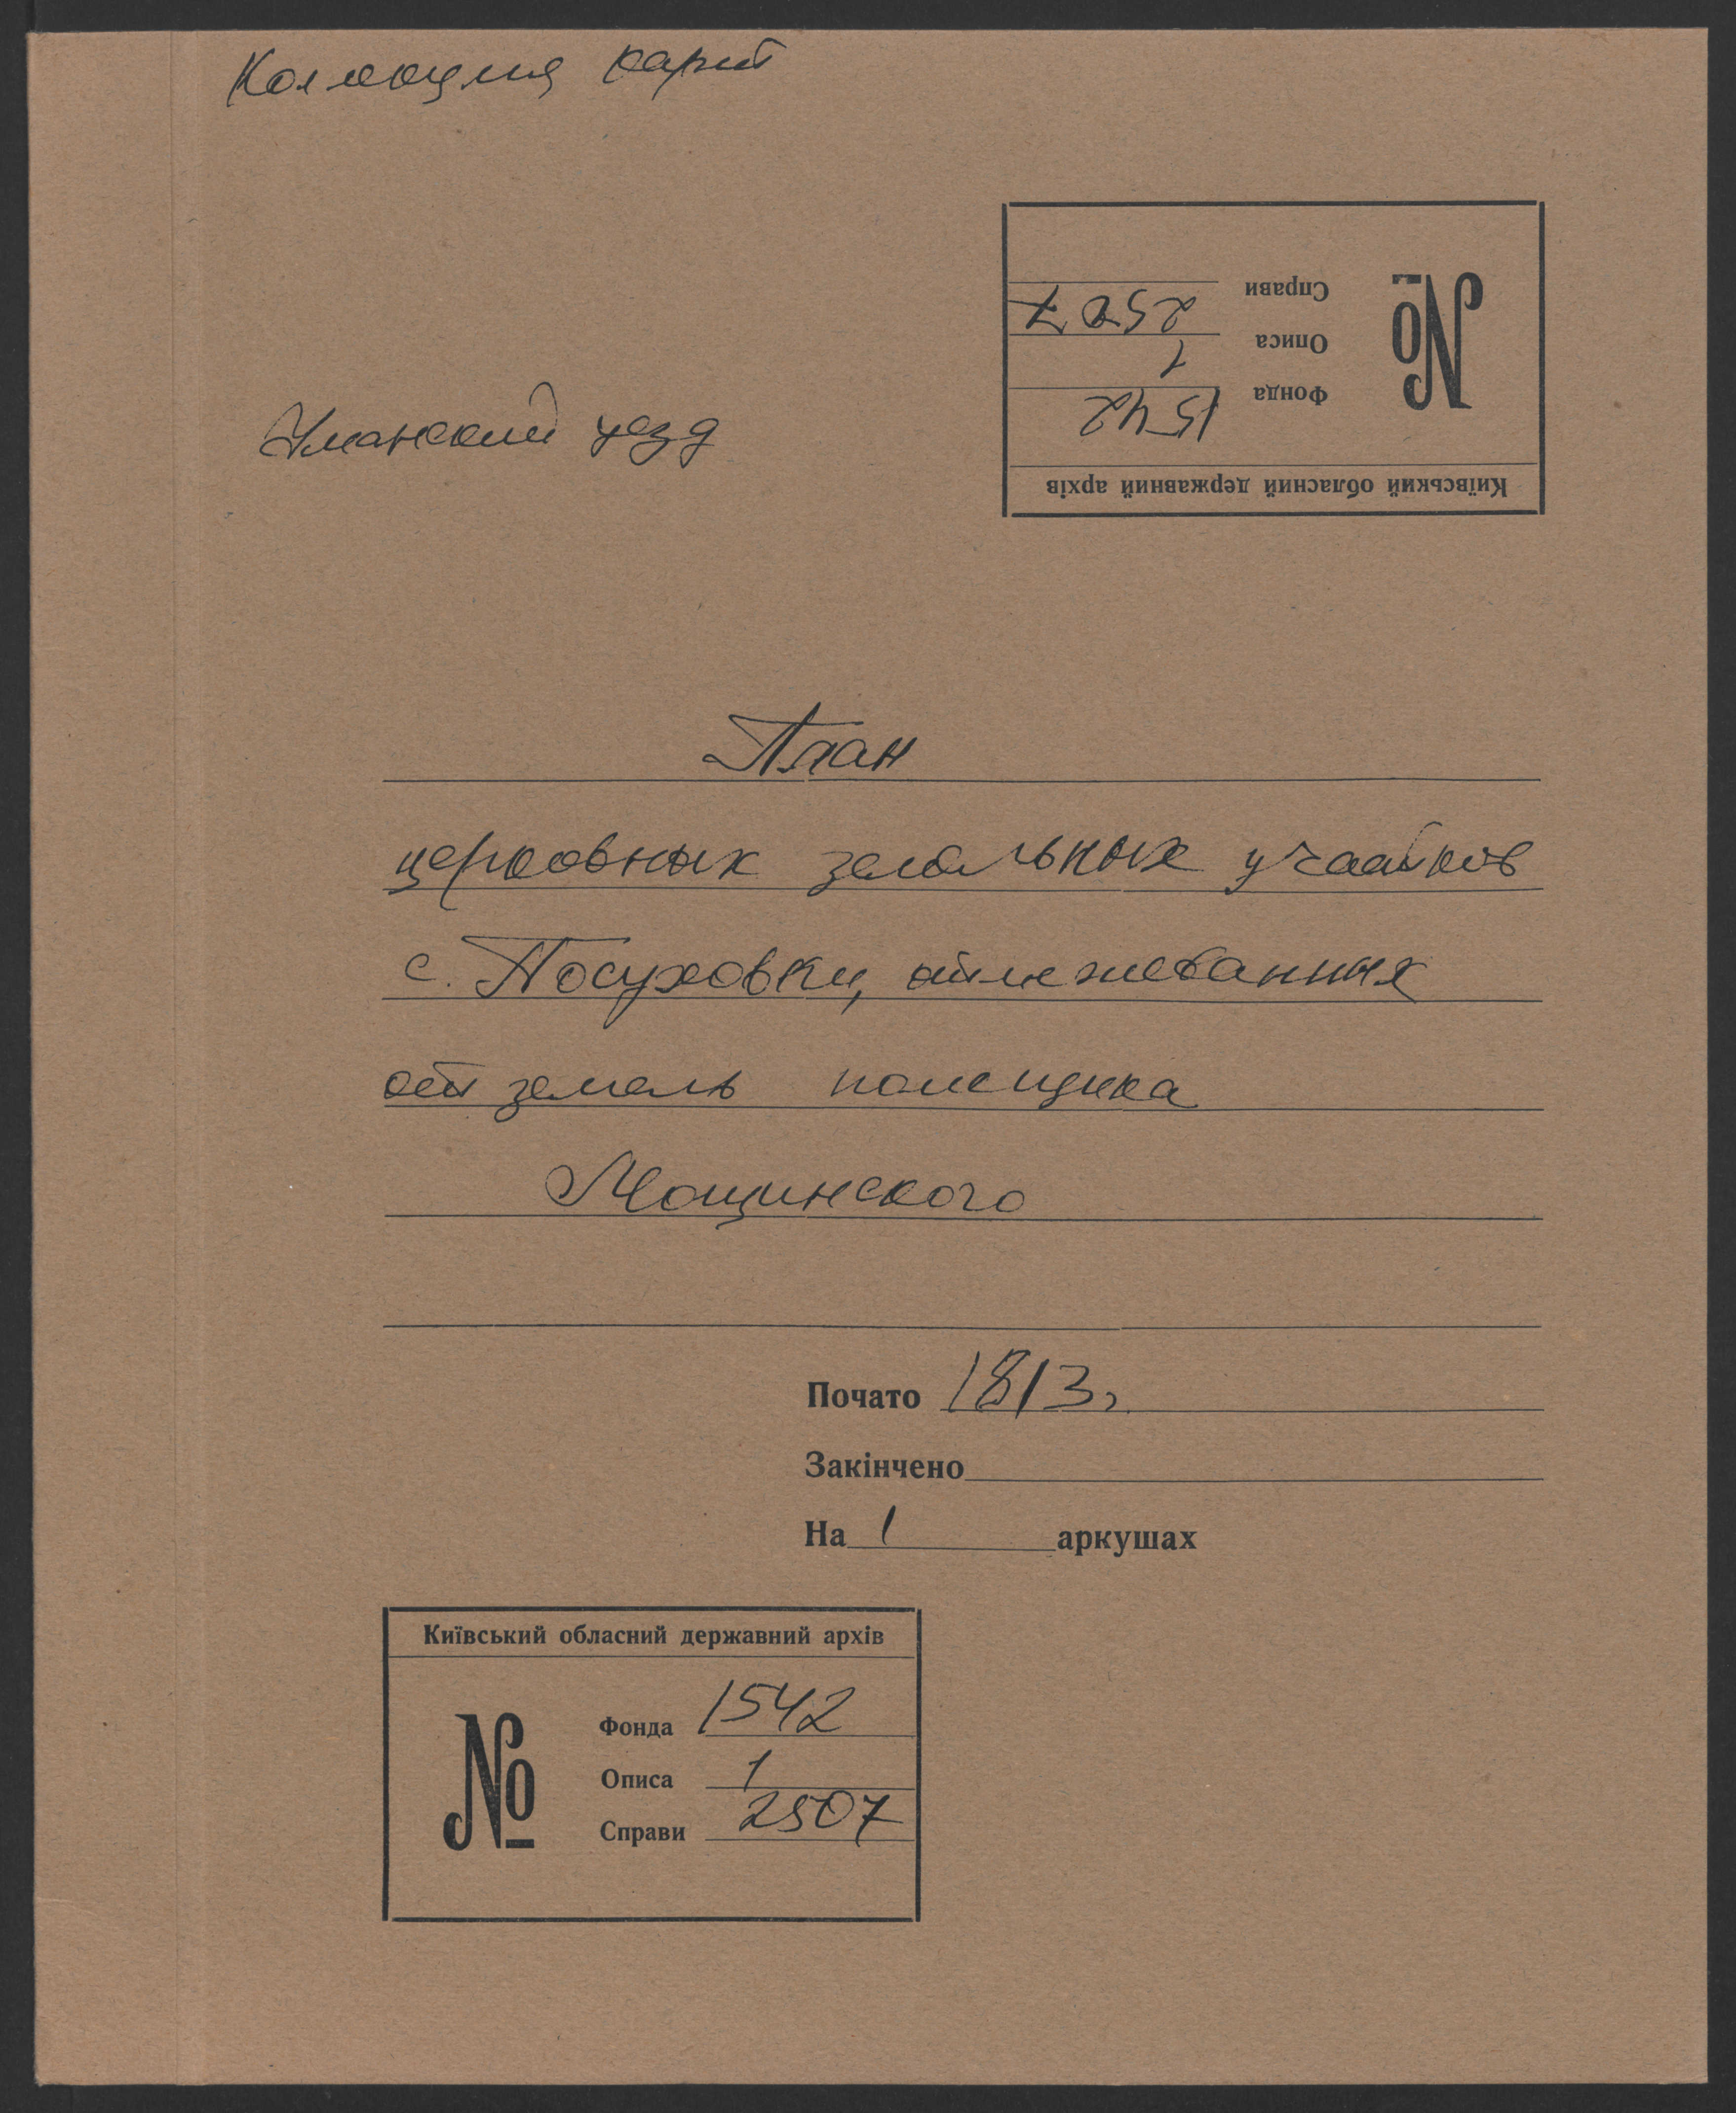 Коллекция карт
№
Справи 2507
Описа 1
Фонда 1542
Київський обласний державний архів
Уманский уезд
План
церковных земельных участков
с. Посуховки, отмежеванных
от земель помещика
Мощинского
Почато 1813г.
Закінчено
На 1 аркушах
Київський обласний державний архів
№
Фонда 1542
Описа 1
Справи 2507